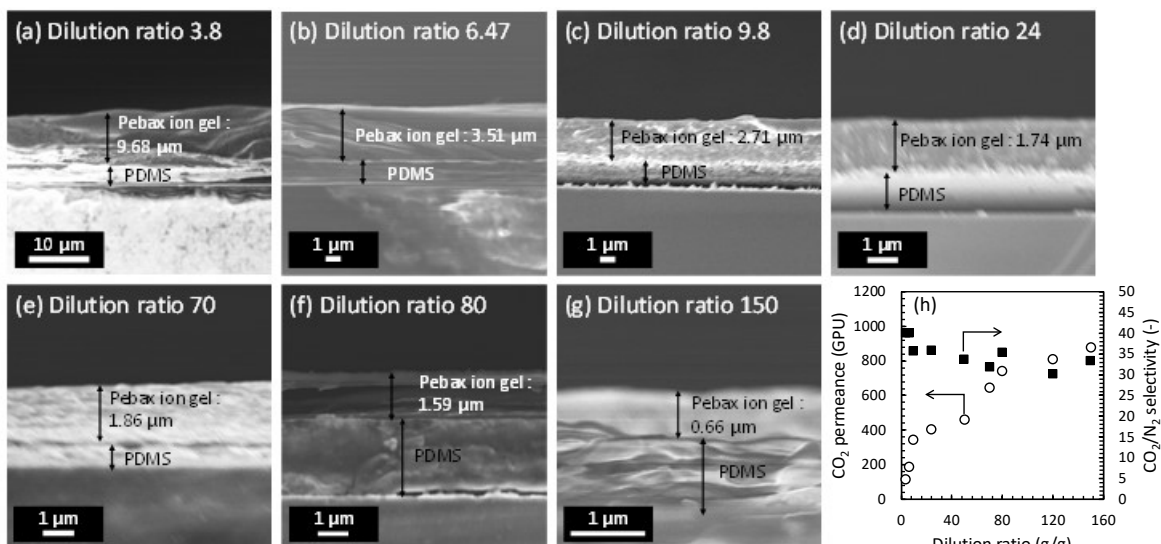 (a) Dilution ratio 3.8
Pebax ion gel :
9.68 μm
PDMS
10 μm
(b) Dilution ratio 6.47
Pebax ion gel : 3.51 μm
PDMS
1 μm
(c) Dilution ratio 9.8
Pebax ion gel : 2.71 μm
PDMS
1 μm
(d) Dilution ratio 24
Pebax ion gel : 1.74 μm
PDMS
1 μm
(e) Dilution ratio 70
Pebax ion gel :
1.86 μm
PDMS
1 μm
(f) Dilution ratio 80
Pebax ion gel :
1.59 μm
PDMS
1 μm
(g) Dilution ratio 150
Pebax ion gel :
0.66 μm
PDMS
1 μm
(h)
CO2 permeance (GPU)
1200
1000
800
600
400
200
0
50
45
40
35
30
25
20
15
10
5
0
CO2/N2 selectivity (-)
0 40 80 120 160
Dilution ratio (g/g)